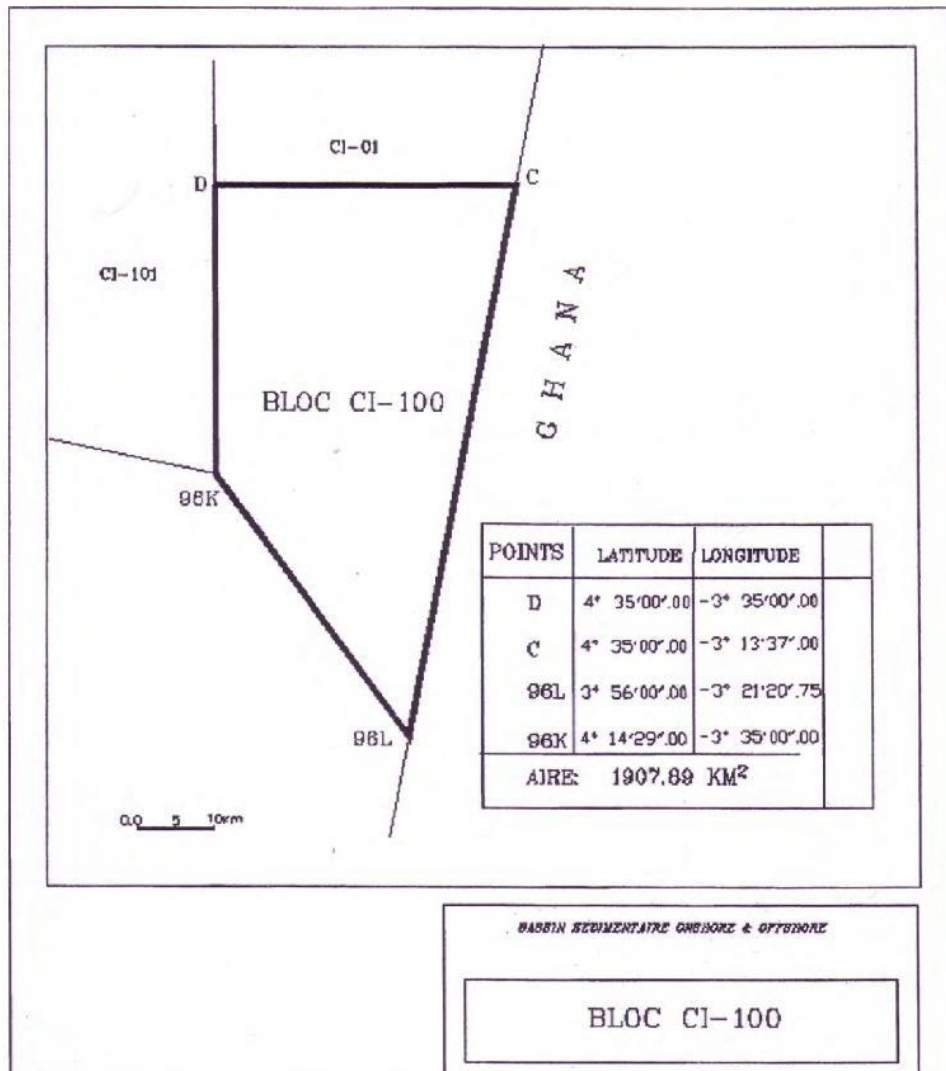 CI-01
D
C
CI-101
GHANA
BLOC CI-100
96K
96L
POINTS LATITUDE LONGITUDE
D 4° 35'00".00 -3° 35'00".00
C 4° 35'00".00 -3° 13'37".00
96L 3° 56'00".00 -3° 21'20".75
96K 4° 14'29".00 -3° 35'00".00
AIRE: 1907.89 KM²
0.0 5 10km
BASSIN SEDIMENTAIRE ONSHORE & OFFSHORE
BLOC CI-100